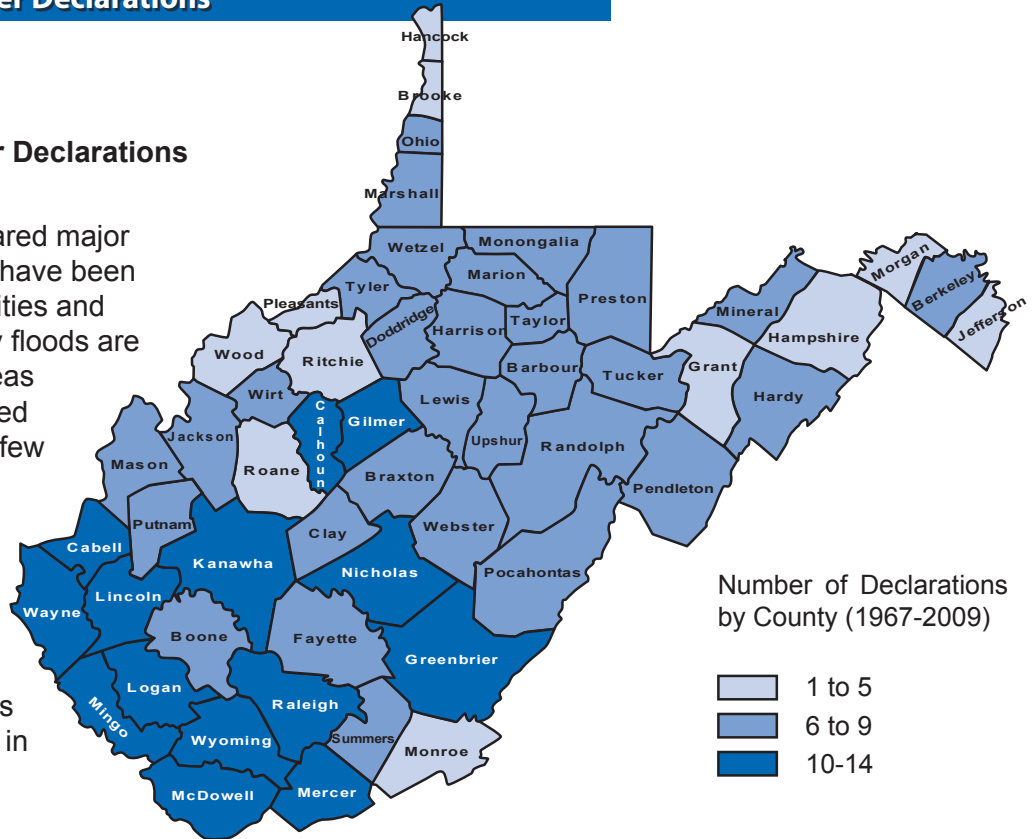 Declarations
Declarations
ared major
have been
ities and
floods are
eas
ed
few
s
in
Hancock
Brooke
Ohio
Marshall
Wetzel
Monongalia
Marion
Preston
Tyler
Pleasants
Doddridge
Harrison
Taylor
Wood
Ritchie
Barbour
Tucker
Mineral
Morgan
Berkeley
Jefferson
Hampshire
Grant
Hardy
Wirt
Calhoun
Gilmer
Lewis
Upshur
Randolph
Jackson
Mason
Roane
Braxton
Pendleton
Putnam
Clay
Webster
Cabell
Kanawha
Nicholas
Pocahontas
Wayne
Lincoln
Boone
Fayette
Greenbrier
Logan
Mingo
Raleigh
Wyoming
Summers
Monroe
McDowell
Mercer
Number of Declarations
by County (1967-2009)
1 to 5
6 to 9
10-14